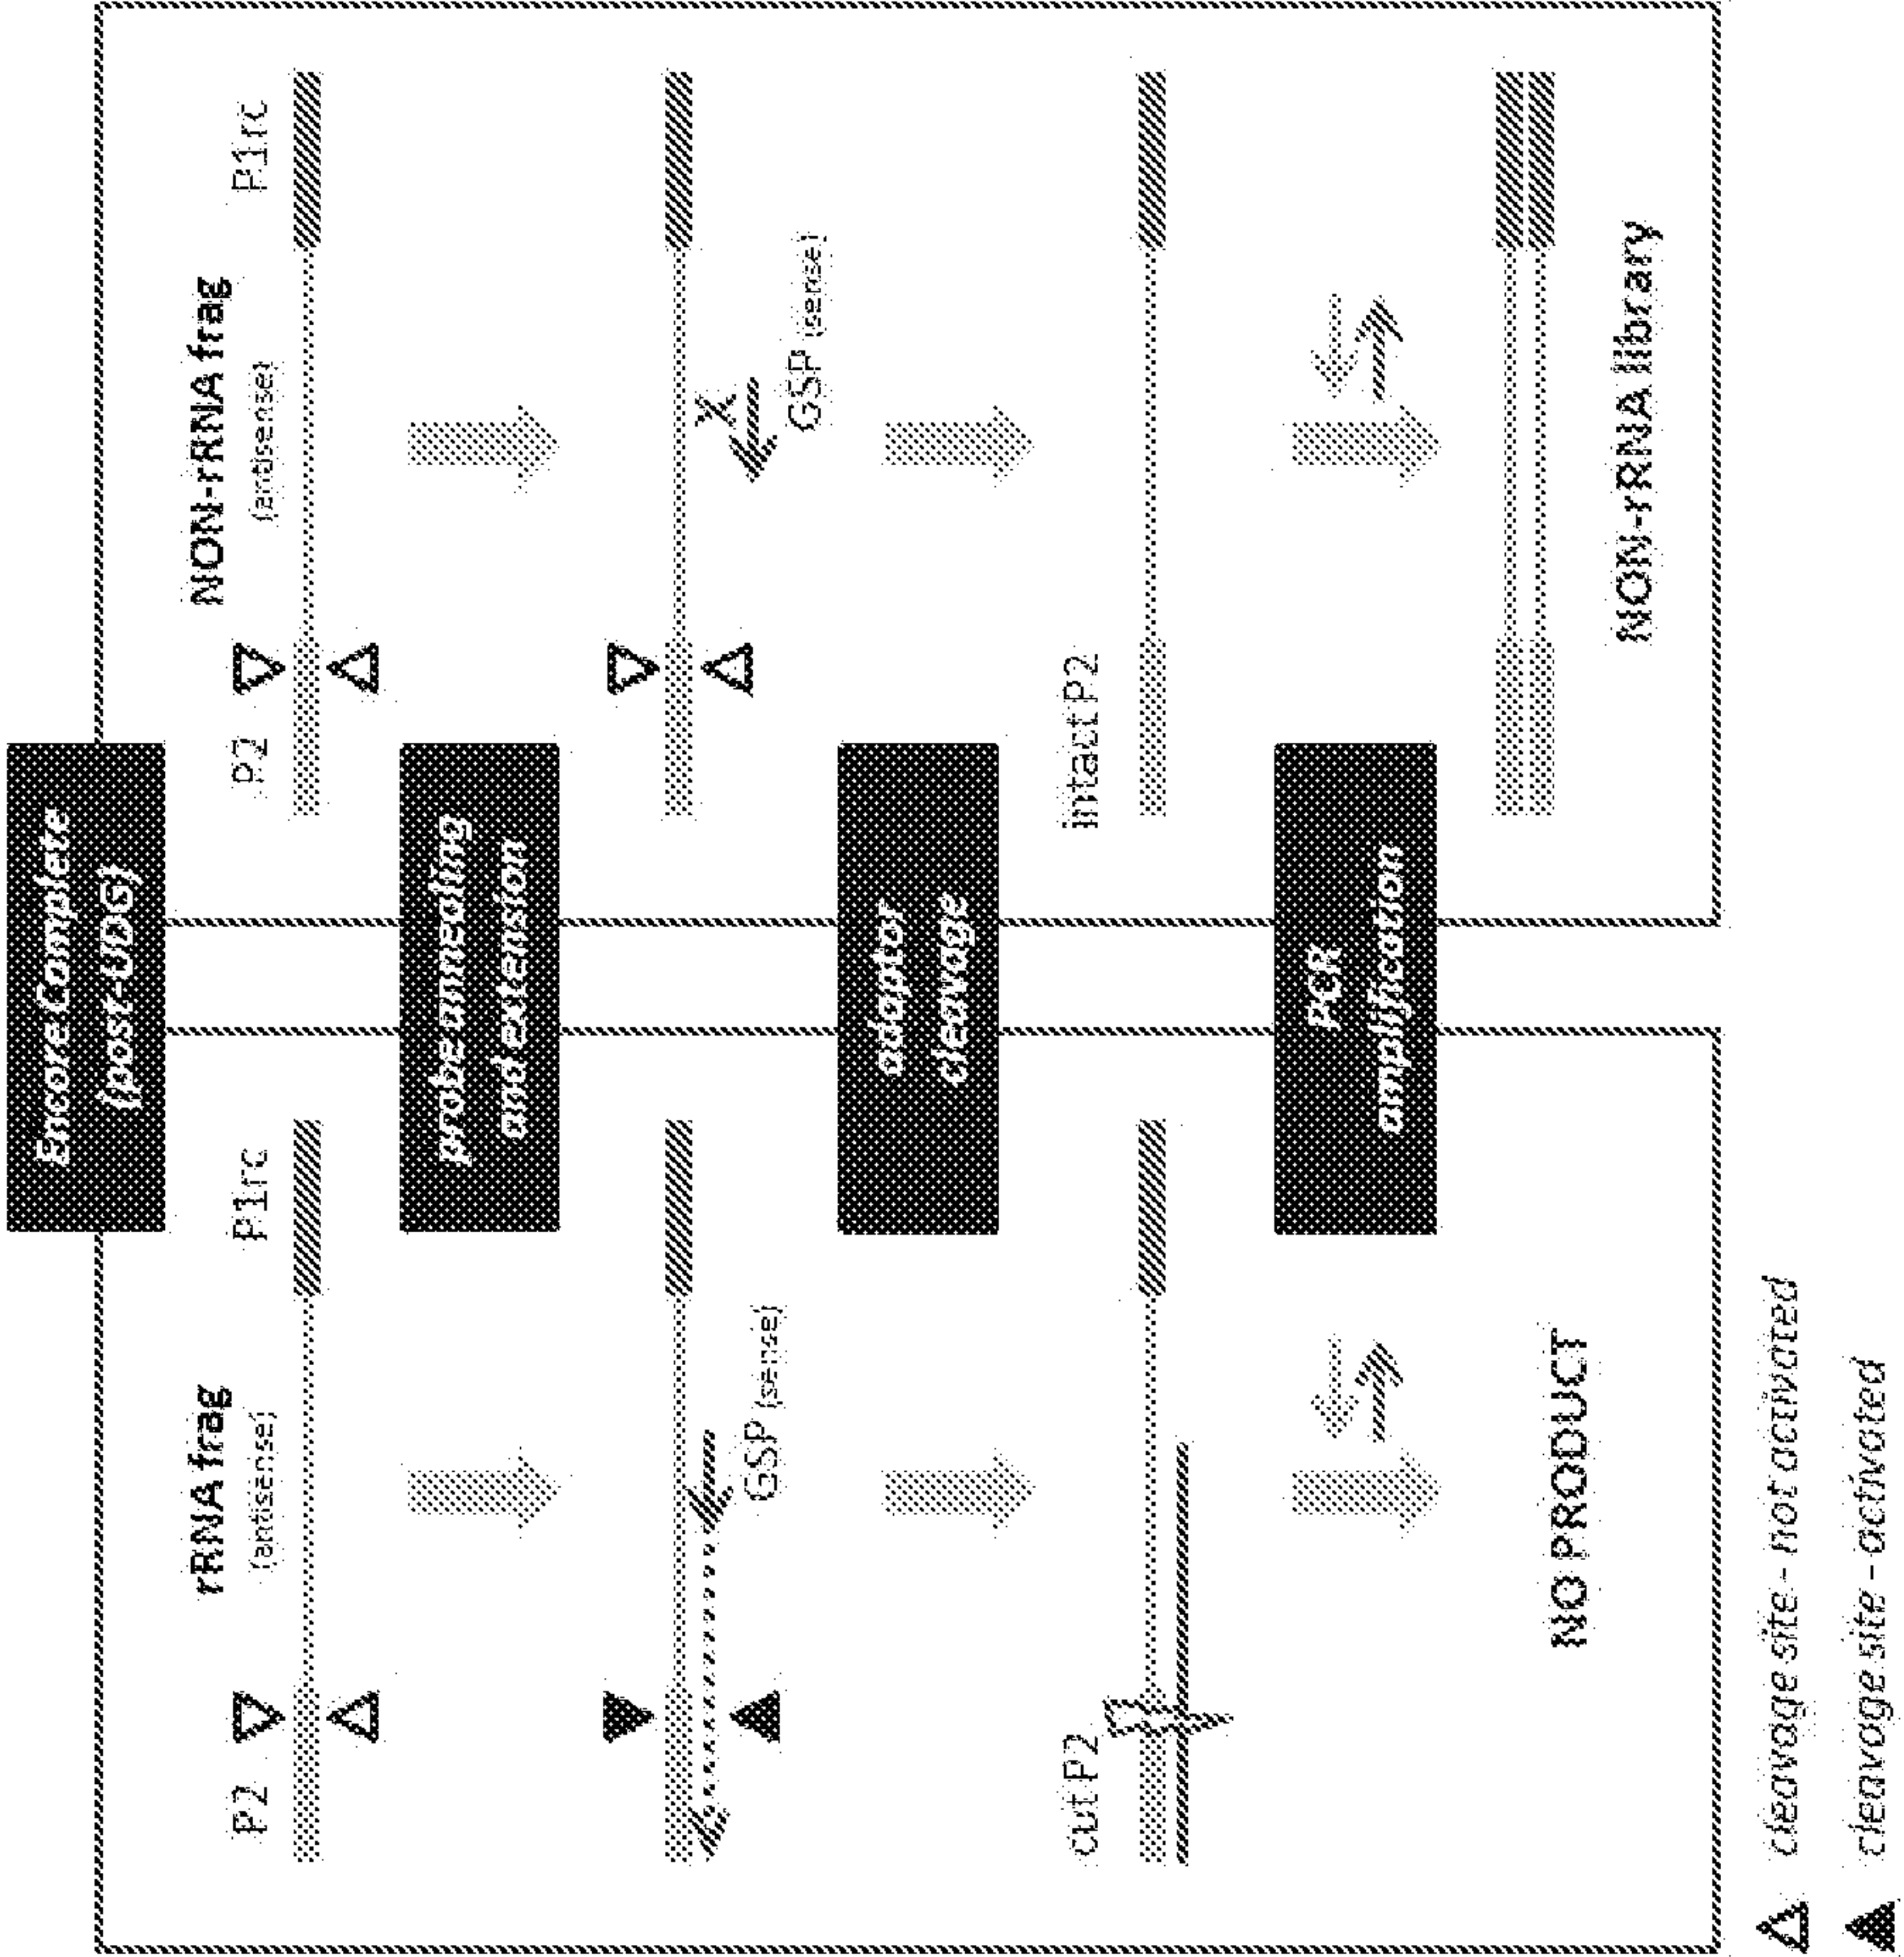 Encore Complete
(post-UDG)
rRNA frag
(antisense)
P2
P1rc
NON-rRNA frag
(antisense)
P2
P1rc
probe annealing
and extension
GSP (sense)
X
GSP (sense)
adaptor
cleavage
cut P2
intact P2
PCR
amplification
NO PRODUCT
NON-rRNA library
cleavage site - not activated
cleavage site - activated